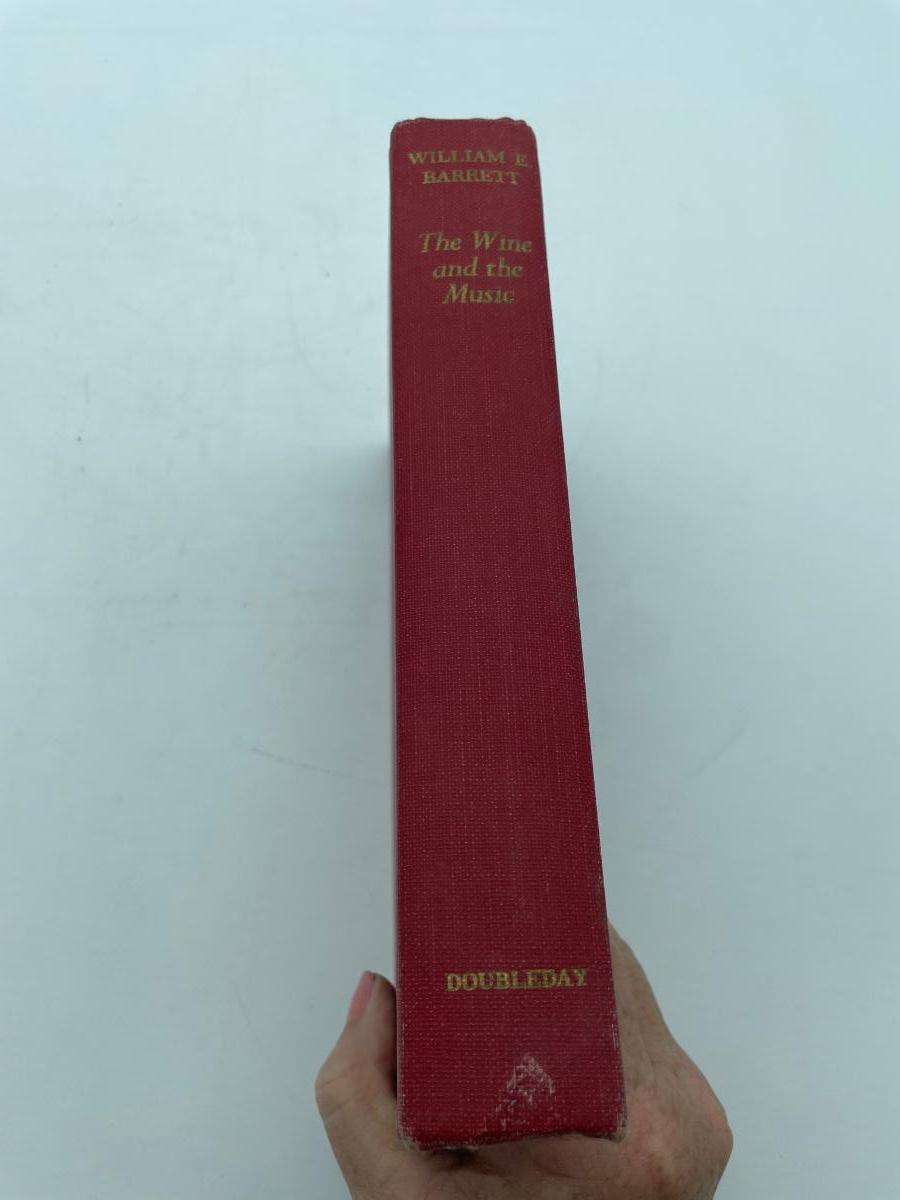 WILLIAM E.
BARRETT
The Wine
and the
Music
DOUBLEDAY